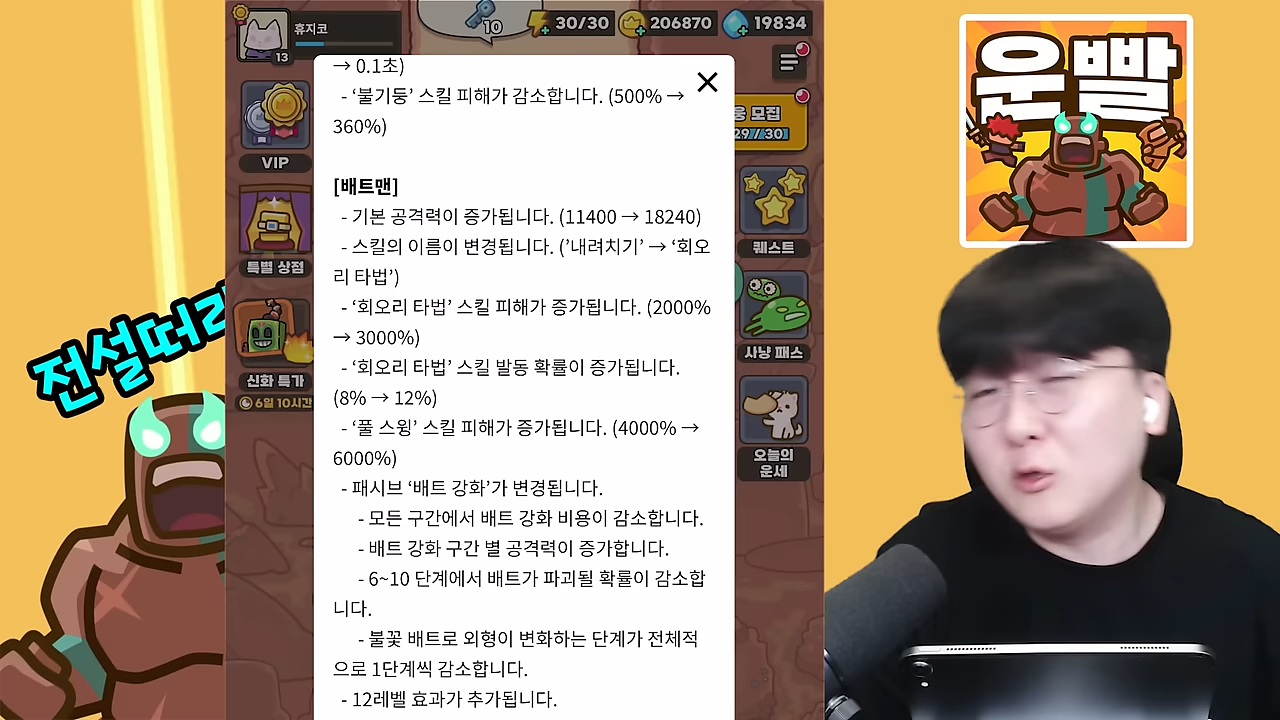 휴지코
13
10
30/30
206870
19834
VIP
특별 상점
신화 특가
6일 10시간
전설떠라
→ 0.1초)
- ‘불기둥’ 스킬 피해가 감소합니다. (500% →
360%)
[배트맨]
- 기본 공격력이 증가됩니다. (11400 → 18240)
- 스킬의 이름이 변경됩니다. (’내려치기’ → ‘회오
리 타법’)
- ‘회오리 타법’ 스킬 피해가 증가됩니다. (2000%
→ 3000%)
- ‘회오리 타법’ 스킬 발동 확률이 증가됩니다.
(8% → 12%)
- ‘풀 스윙’ 스킬 피해가 증가됩니다. (4000% →
6000%)
- 패시브 ‘배트 강화’가 변경됩니다.
- 모든 구간에서 배트 강화 비용이 감소합니다.
- 배트 강화 구간 별 공격력이 증가합니다.
- 6~10 단계에서 배트가 파괴될 확률이 감소합
니다.
- 불꽃 배트로 외형이 변화하는 단계가 전체적
으로 1단계씩 감소합니다.
- 12레벨 효과가 추가됩니다.
모집
29/30
퀘스트
사냥 패스
오늘의
운세
운빨